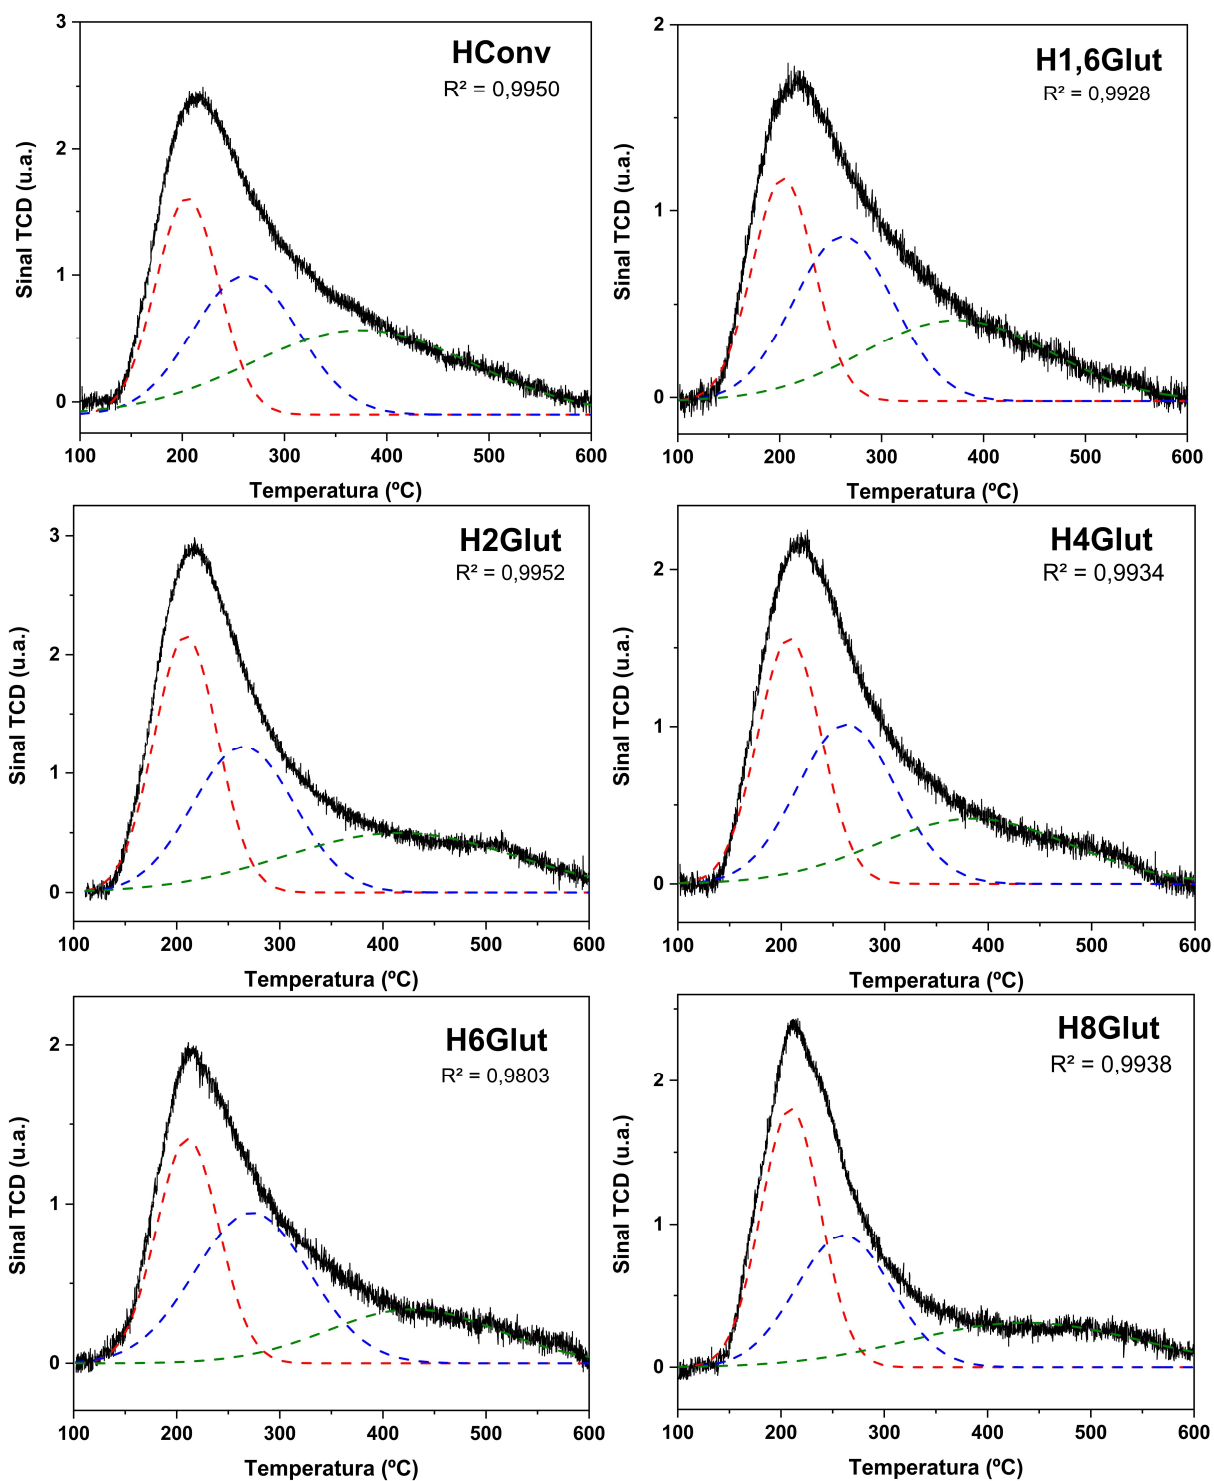 HConv
R² = 0,9950
3
2
1
0
Sinal TCD (u.a.)
100 200 300 400 500 600
Temperatura (ºC)
H1,6Glut
R² = 0,9928
2
1
0
Sinal TCD (u.a.)
100 200 300 400 500 600
Temperatura (ºC)
H2Glut
R² = 0,9952
3
2
1
0
Sinal TCD (u.a.)
100 200 300 400 500 600
Temperatura (ºC)
H4Glut
R² = 0,9934
2
1
0
Sinal TCD (u.a.)
100 200 300 400 500 600
Temperatura (ºC)
H6Glut
R² = 0,9803
2
1
0
Sinal TCD (u.a.)
100 200 300 400 500 600
Temperatura (ºC)
H8Glut
R² = 0,9938
2
1
0
Sinal TCD (u.a.)
100 200 300 400 500 600
Temperatura (ºC)